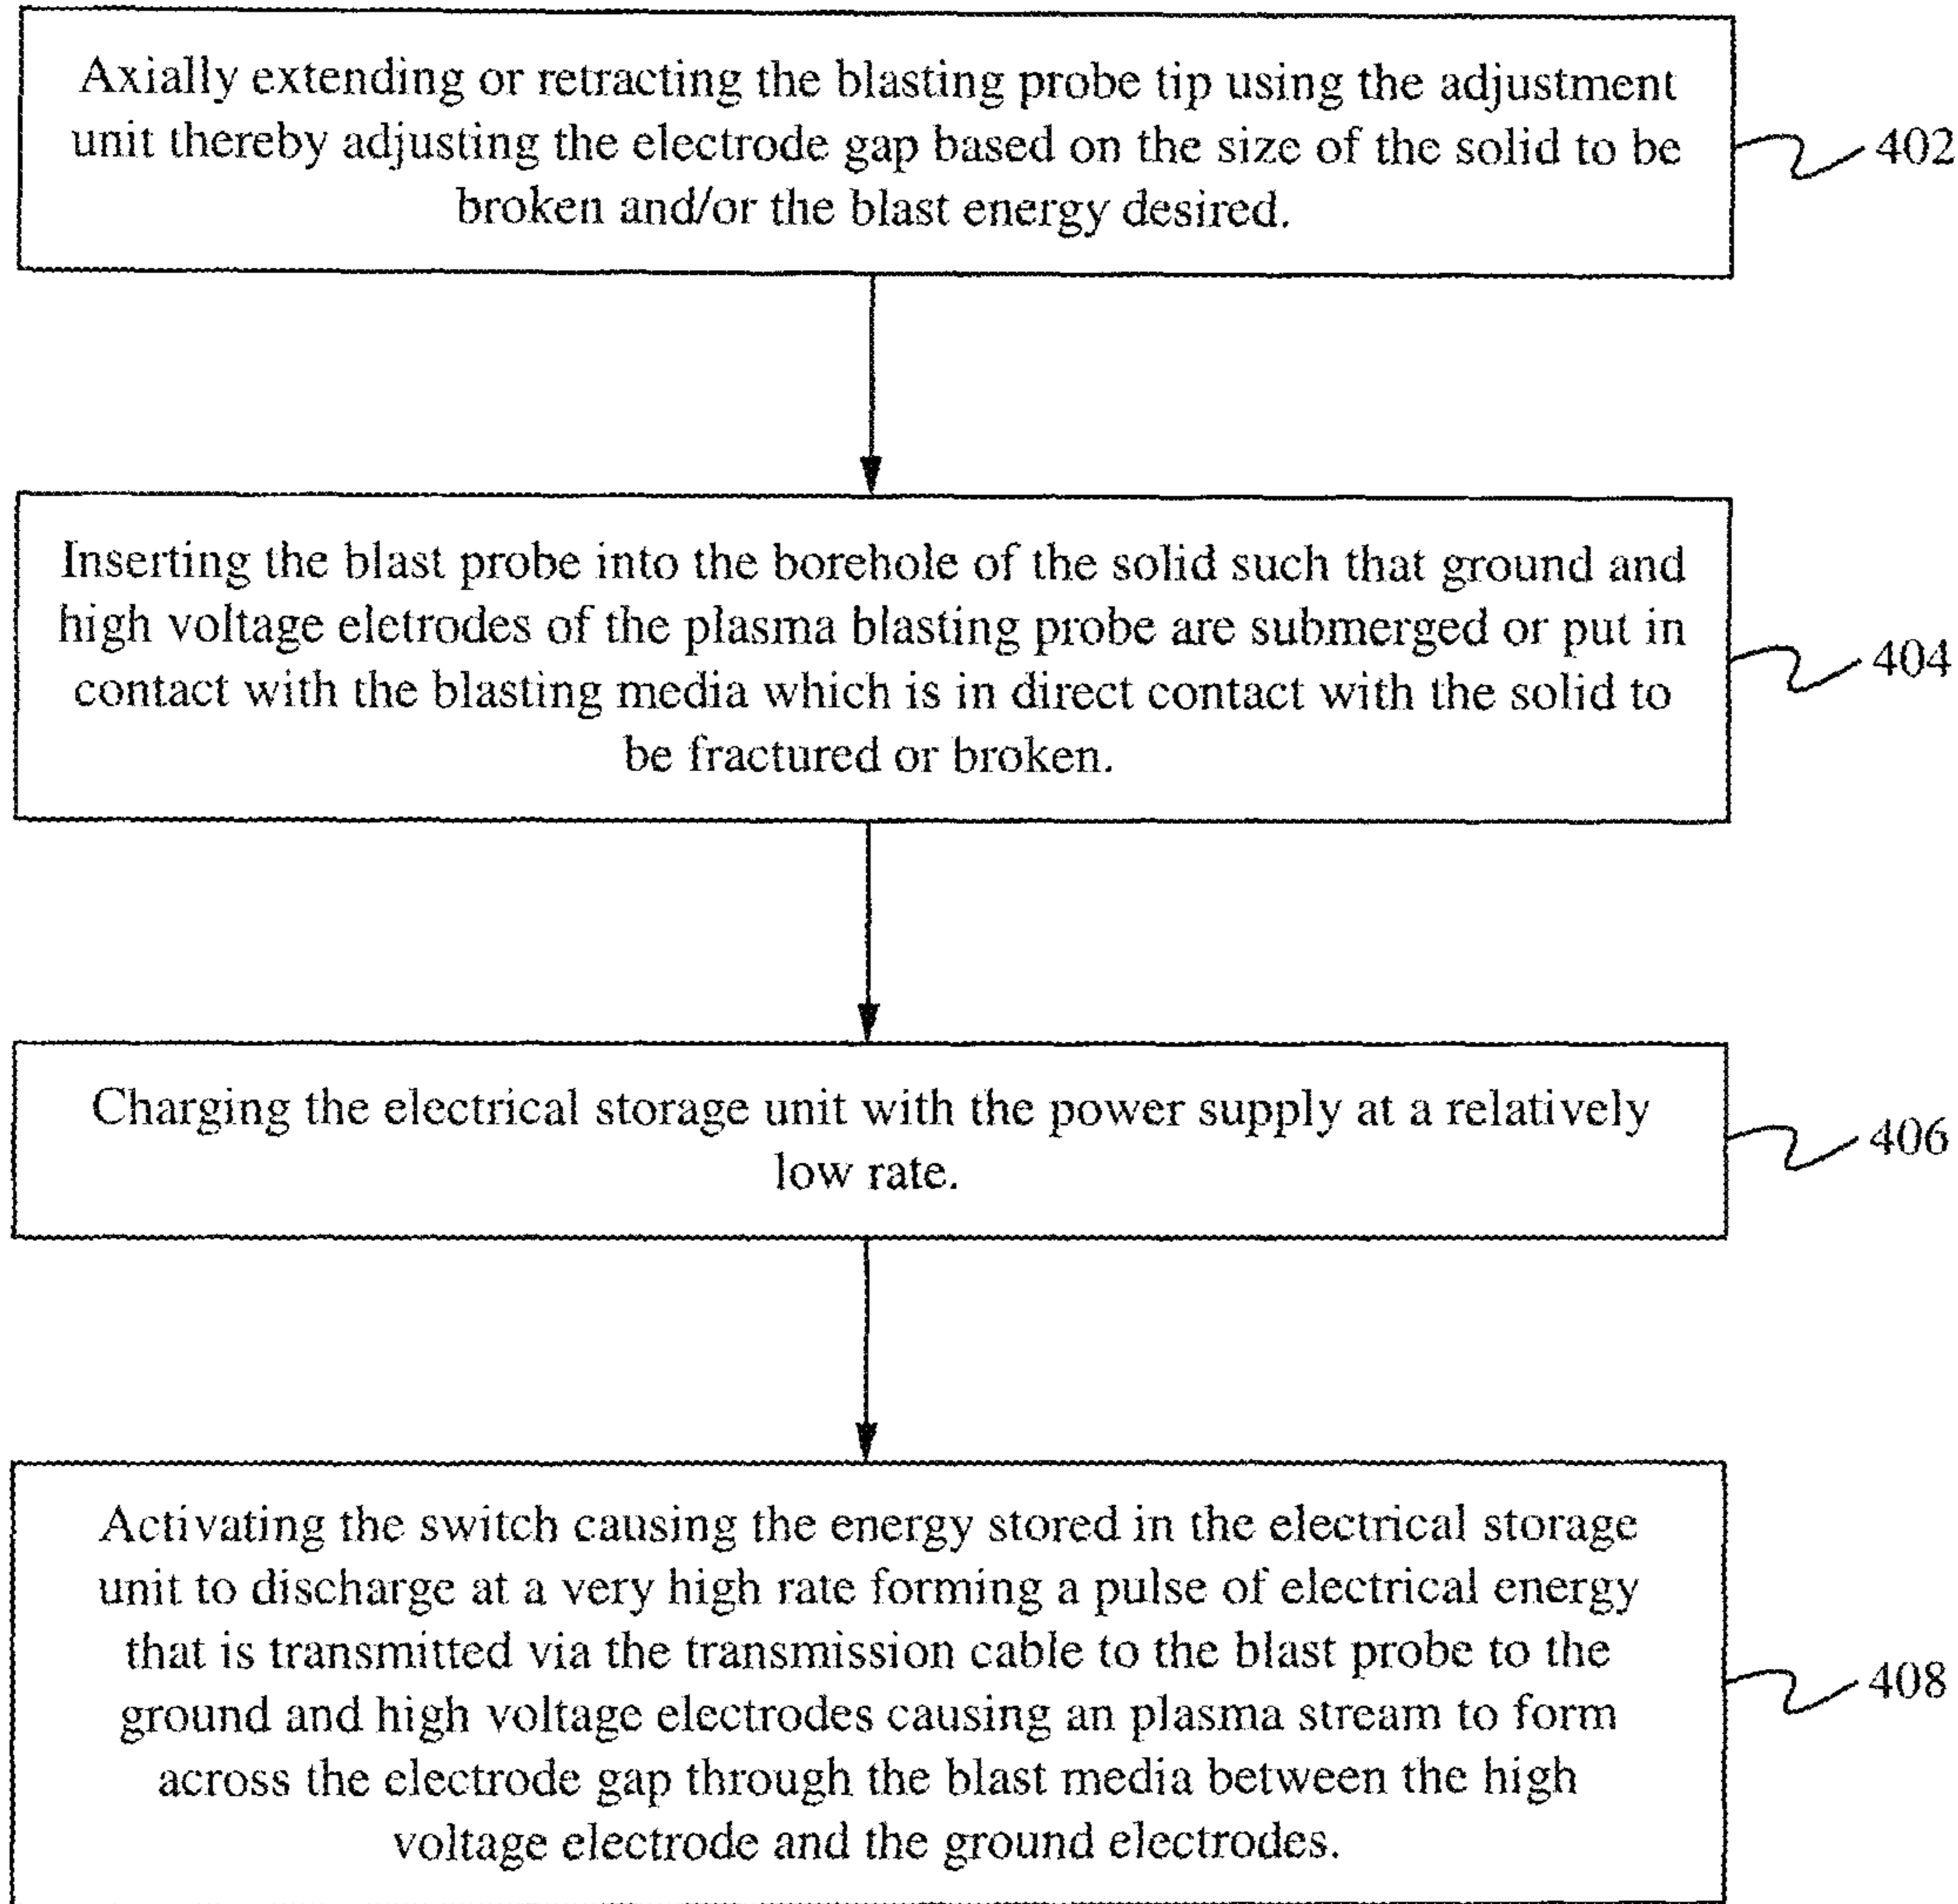 Axially extending or retracting the blasting probe tip using the adjustment
unit thereby adjusting the electrode gap based on the size of the solid to be
broken and/or the blast energy desired.
402
Inserting the blast probe into the borehole of the solid such that ground and
high voltage eletrodes of the plasma blasting probe are submerged or put in
contact with the blasting media which is in direct contact with the solid to
be fractured or broken.
404
Charging the electrical storage unit with the power supply at a relatively
low rate.
406
Activating the switch causing the energy stored in the electrical storage
unit to discharge at a very high rate forming a pulse of electrical energy
that is transmitted via the transmission cable to the blast probe to the
ground and high voltage electrodes causing an plasma stream to form
across the electrode gap through the blast media between the high
voltage electrode and the ground electrodes.
408